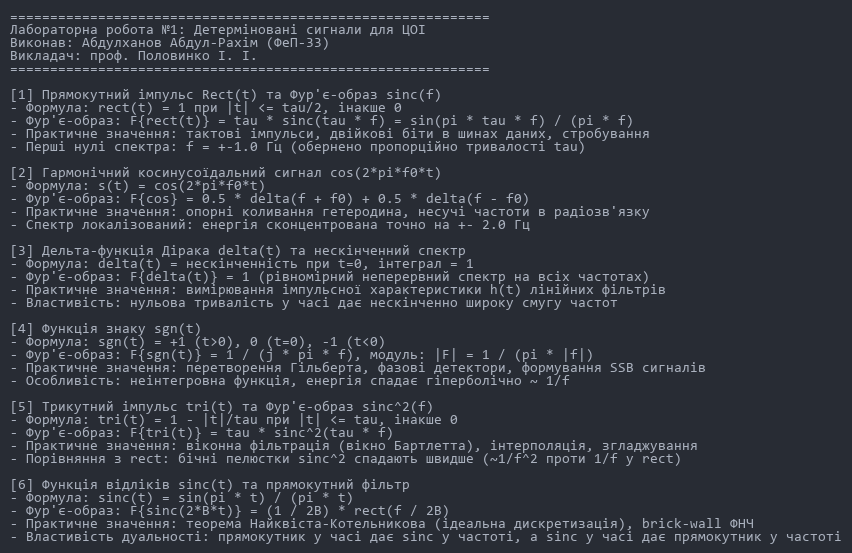 ============================================================
Лабораторна робота №1: Детерміновані сигнали для ЦОІ
Виконав: Абдулханов Абдул-Рахім (ФеП-33)
Викладач: проф. Половинко І. І.
============================================================
[1] Прямокутний імпульс Rect(t) та Фур'є-образ sinc(f)
- Формула: rect(t) = 1 при |t| <= tau/2, інакше 0
- Фур'є-образ: F{rect(t)} = tau * sinc(tau * f) = sin(pi * tau * f) / (pi * f)
- Практичне значення: тактові імпульси, двійкові біти в шинах даних, стробування
- Перші нулі спектра: f = +-1.0 Гц (обернено пропорційно тривалості tau)
[2] Гармонічний косинусоїдальний сигнал cos(2*pi*f0*t)
- Формула: s(t) = cos(2*pi*f0*t)
- Фур'є-образ: F{cos} = 0.5 * delta(f + f0) + 0.5 * delta(f - f0)
- Практичне значення: опорні коливання гетеродина, несучі частоти в радіозв'язку
- Спектр локалізований: енергія сконцентрована точно на +- 2.0 Гц
[3] Дельта-функція Дірака delta(t) та нескінченний спектр
- Формула: delta(t) = нескінченність при t=0, інтеграл = 1
- Фур'є-образ: F{delta(t)} = 1 (рівномірний неперервний спектр на всіх частотах)
- Практичне значення: вимірювання імпульсної характеристики h(t) лінійних фільтрів
- Властивість: нульова тривалість у часі дає нескінченно широку смугу частот
[4] Функція знаку sgn(t)
- Формула: sgn(t) = +1 (t>0), 0 (t=0), -1 (t<0)
- Фур'є-образ: F{sgn(t)} = 1 / (j * pi * f), модуль: |F| = 1 / (pi * |f|)
- Практичне значення: перетворення Гільберта, фазові детектори, формування SSB сигналів
- Особливість: неінтегровна функція, енергія спадає гіперболічно ~ 1/f
[5] Трикутний імпульс tri(t) та Фур'є-образ sinc^2(f)
- Формула: tri(t) = 1 - |t|/tau при |t| <= tau, інакше 0
- Фур'є-образ: F{tri(t)} = tau * sinc^2(tau * f)
- Практичне значення: віконна фільтрація (вікно Бартлетта), інтерполяція, згладжування
- Порівняння з rect: бічні пелюстки sinc^2 спадають швидше (~1/f^2 проти 1/f у rect)
[6] Функція відліків sinc(t) та прямокутний фільтр
- Формула: sinc(t) = sin(pi * t) / (pi * t)
- Фур'є-образ: F{sinc(2*B*t)} = (1 / 2B) * rect(f / 2B)
- Практичне значення: теорема Найквіста-Котельникова (ідеальна дискретизація), brick-wall ФНЧ
- Властивість дуальності: прямокутник у часі дає sinc у частоті, а sinc у часі дає прямокутник у частоті